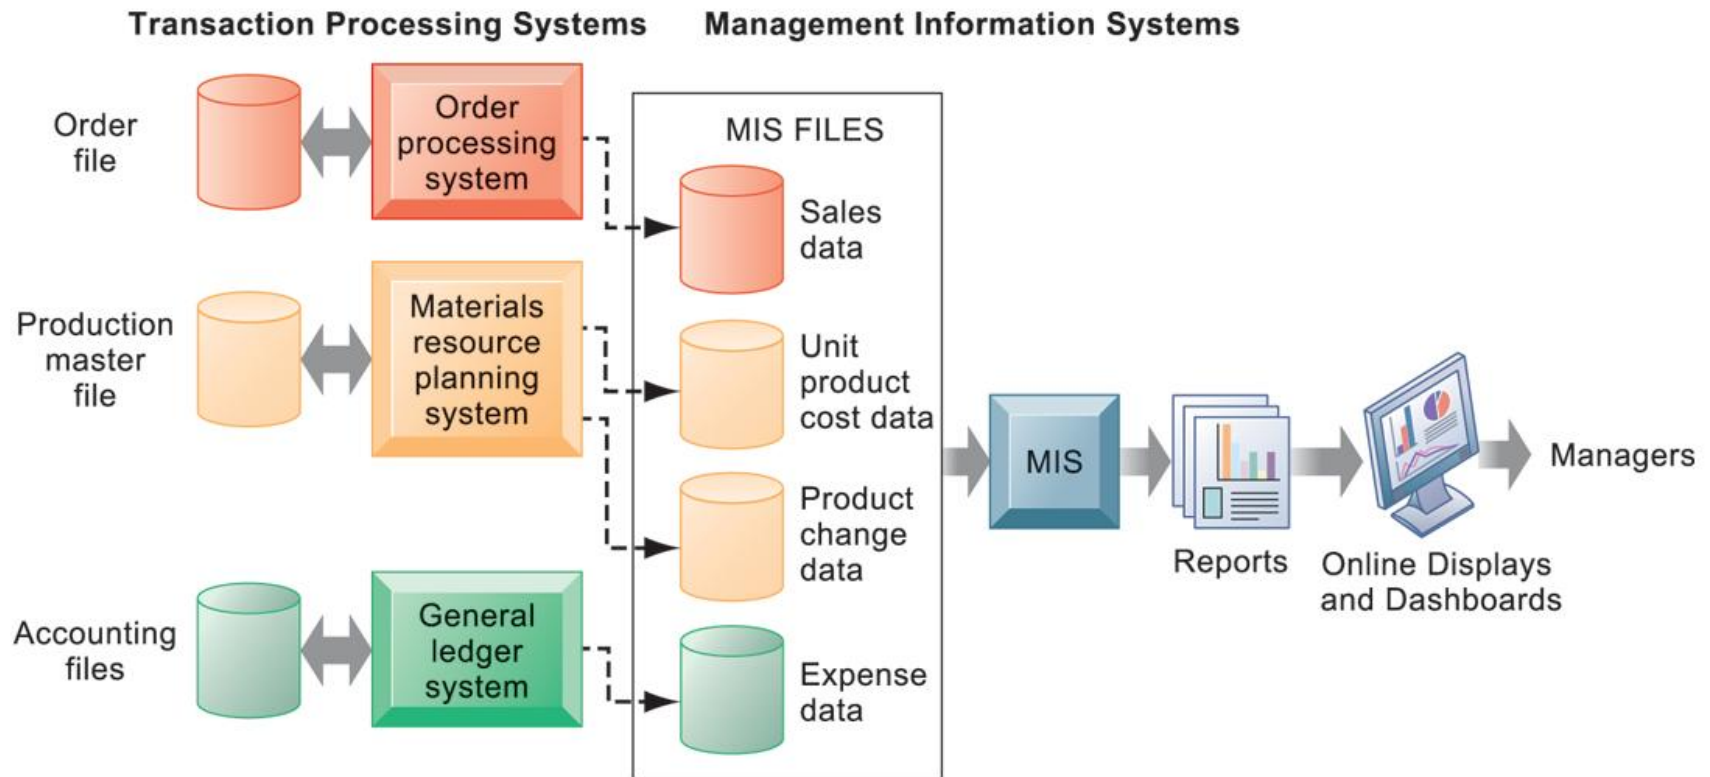 Transaction Processing Systems
Management Information Systems
Order
file
Order
processing
system
MIS FILES
Sales
data
Production
master
file
Materials
resource
planning
system
Unit
product
cost data
Product
change
data
Accounting
files
General
ledger
system
Expense
data
MIS
Reports
Online Displays
and Dashboards
Managers